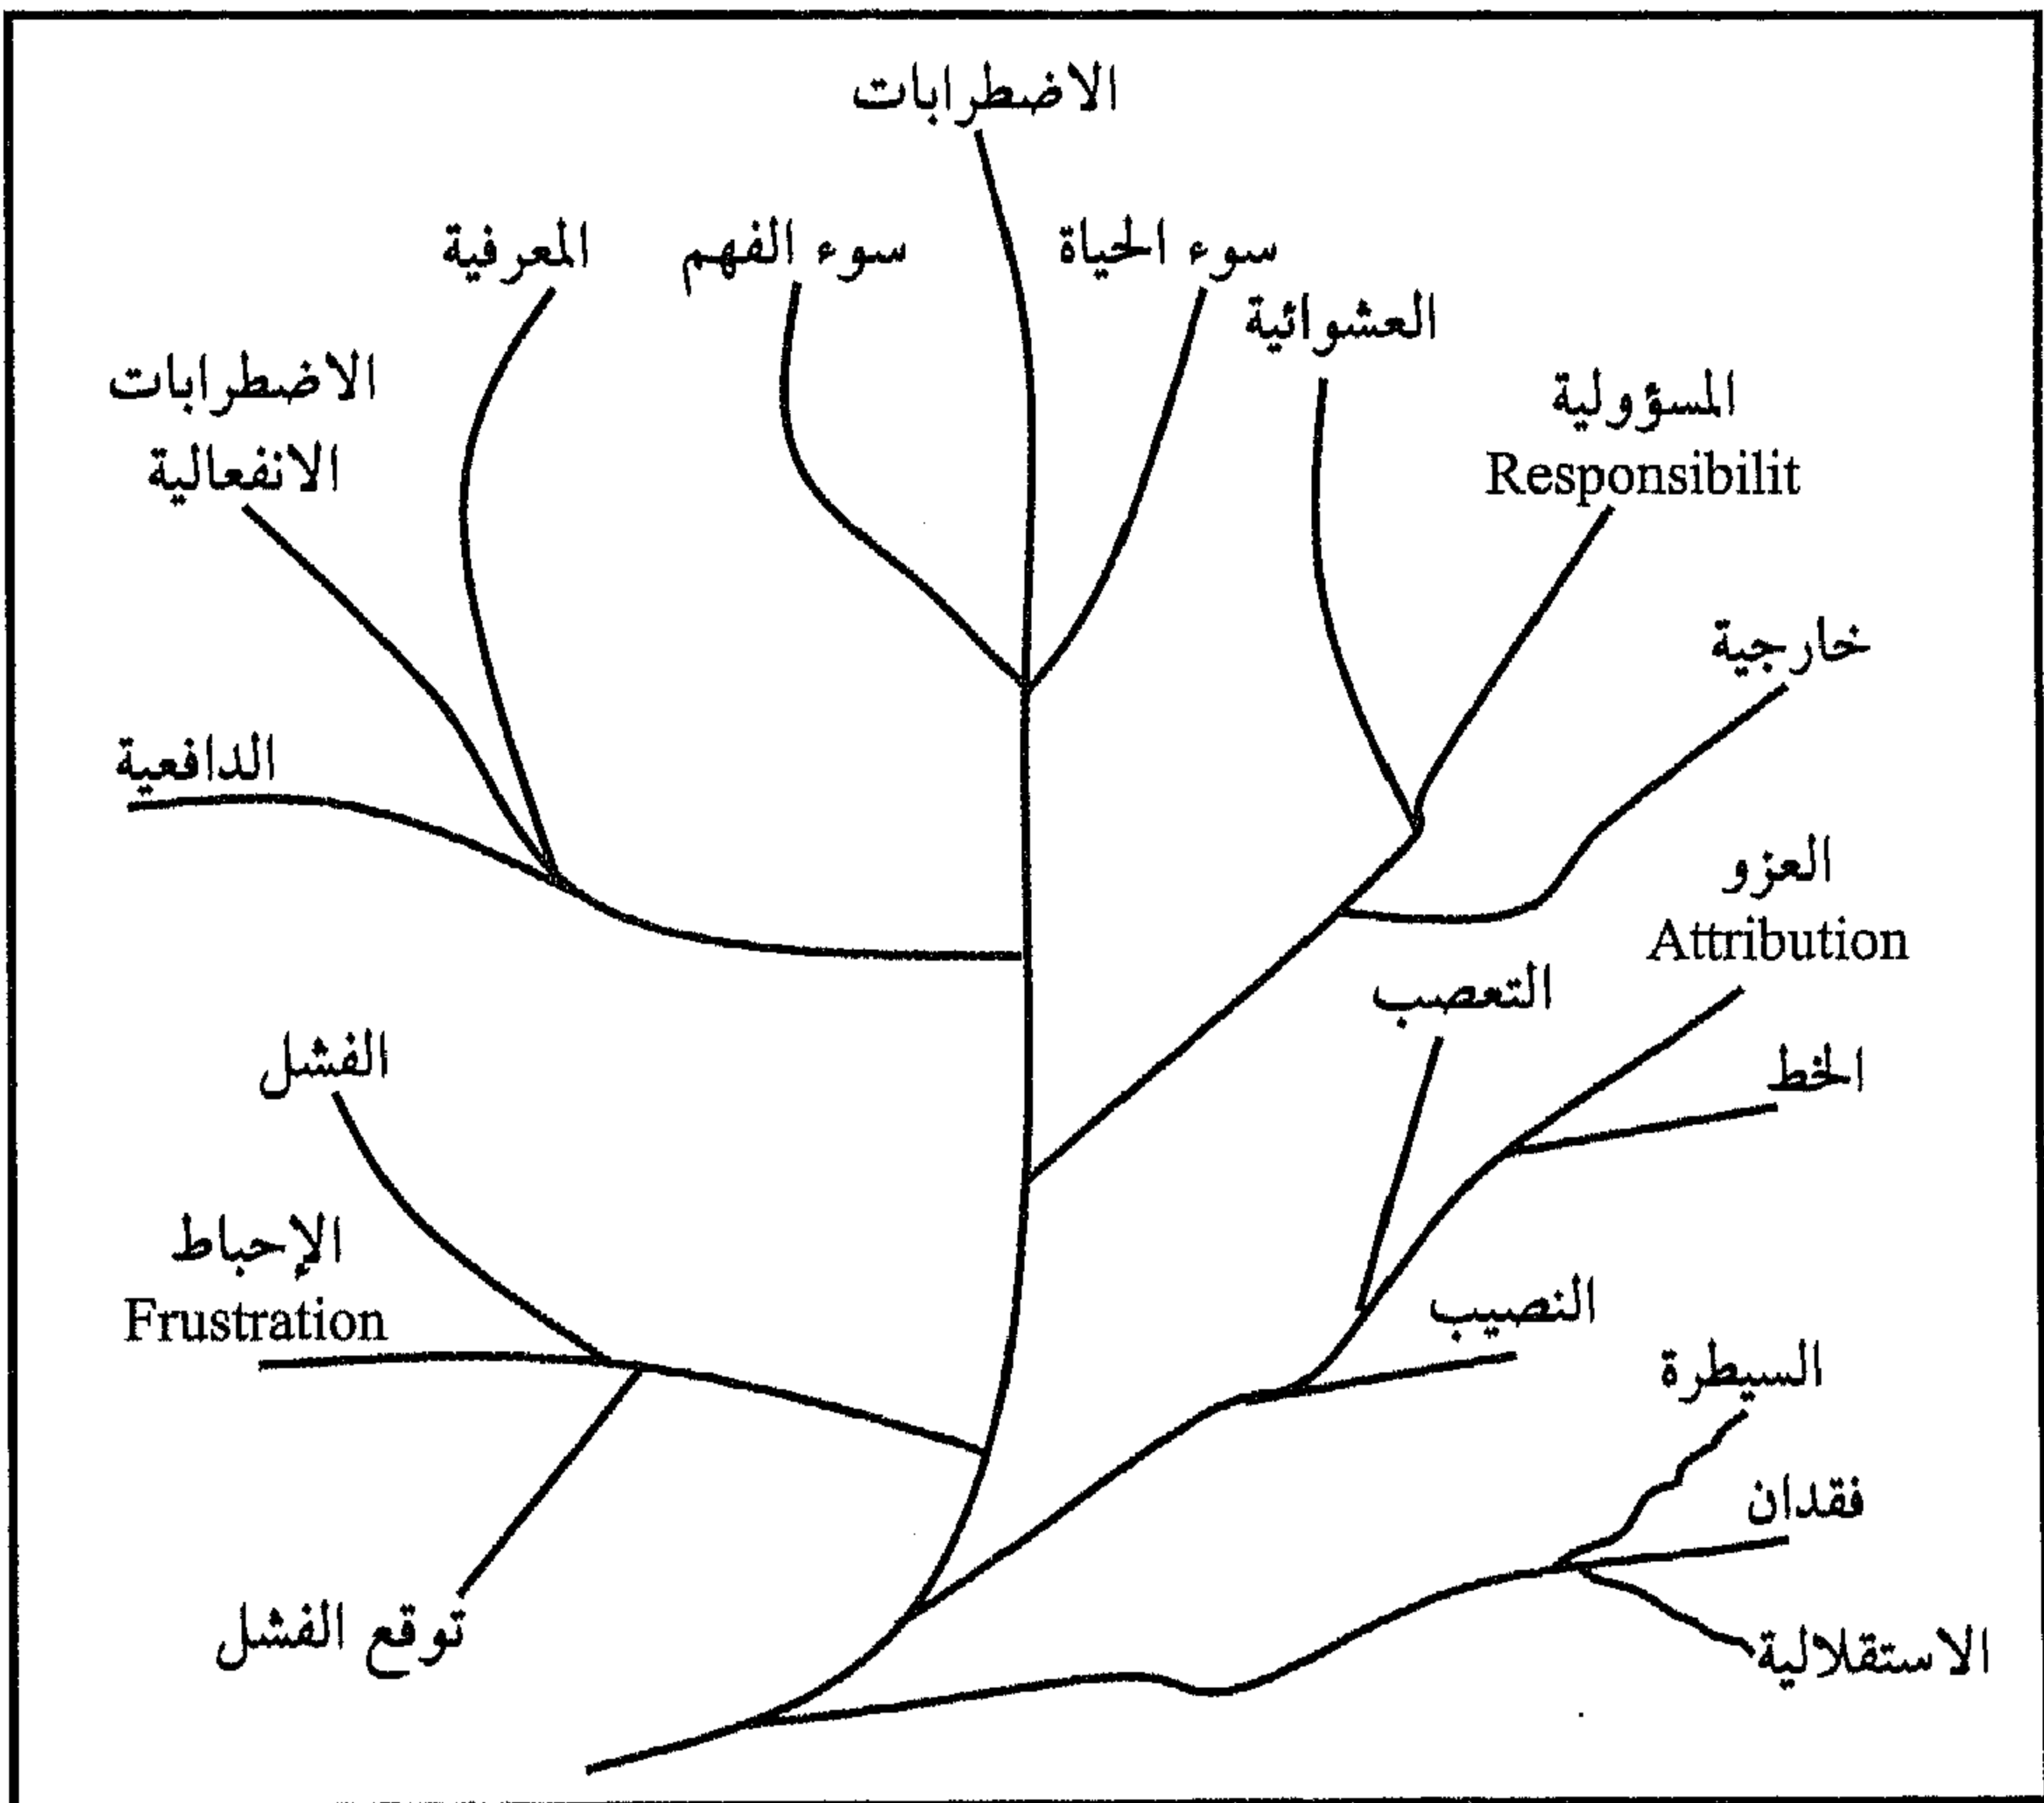 الاضطرابات
سوء الحياة
سوء الفهم
المعرفية
العشوائية
الاضطرابات
الانفعالية
المسؤولية
Responsibilit
خارجية
الدافعية
العزو
Attribution
التعصب
الخط
الفشل
الإحباط
Frustration
النصيب
السيطرة
فقدان
توقع الفشل
الاستقلالية